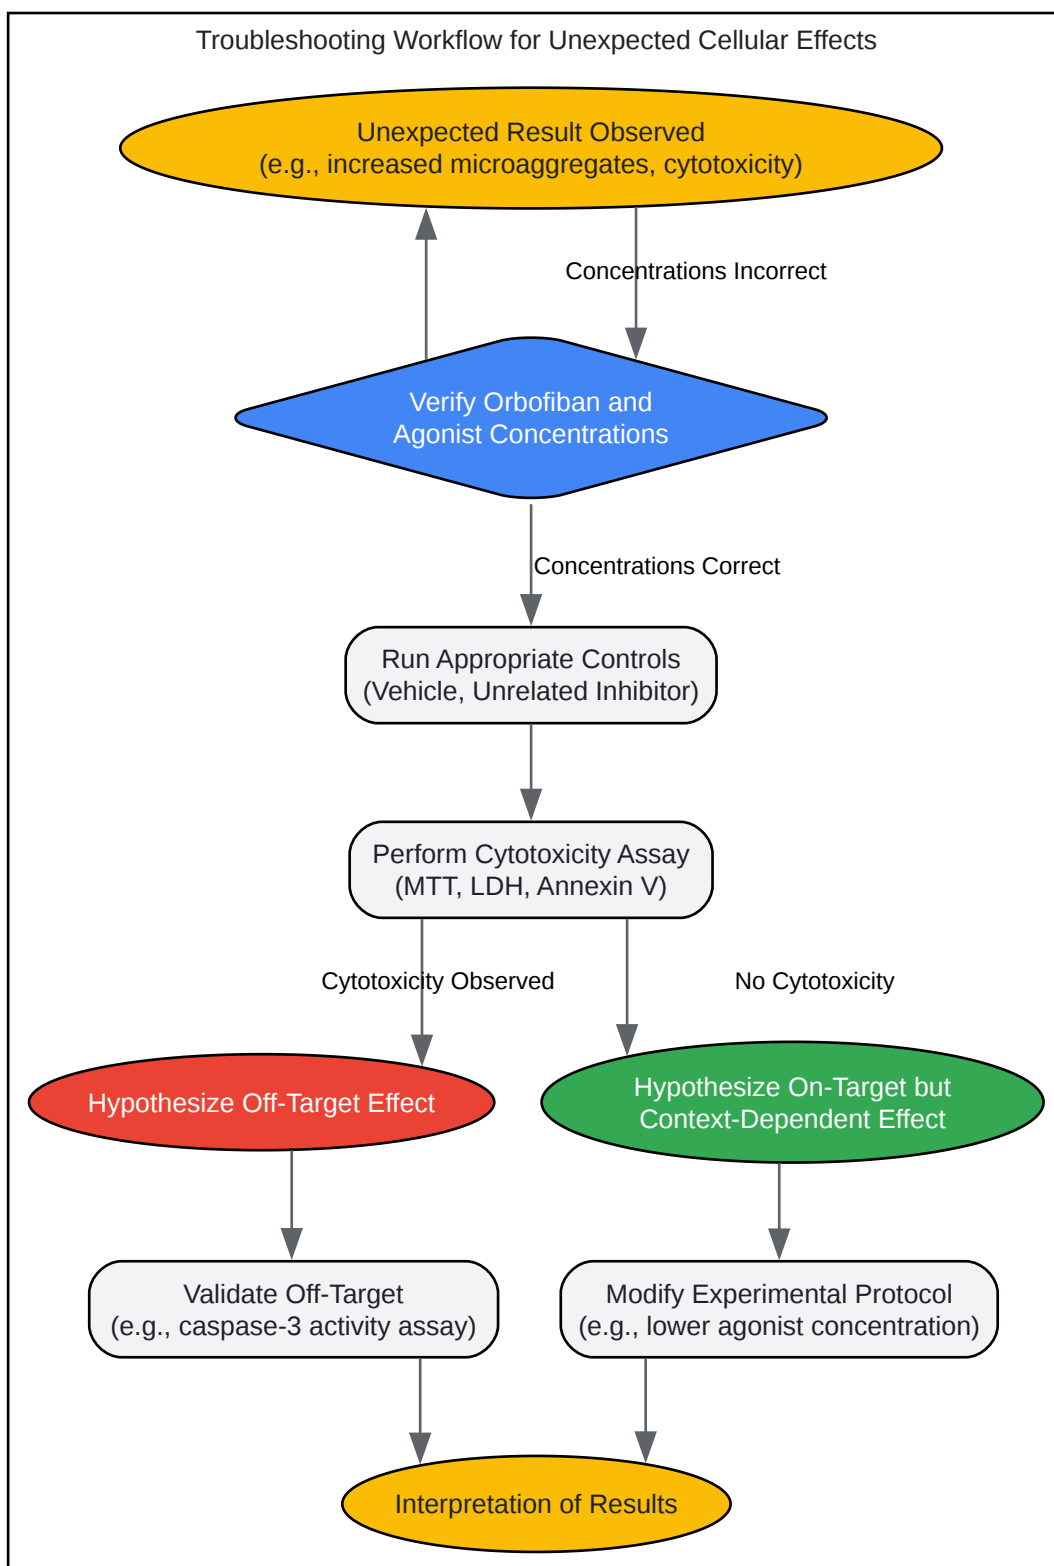 Troubleshooting Workflow for Unexpected Cellular Effects
Unexpected Result Observed
(e.g., increased microaggregates, cytotoxicity)
Concentrations Incorrect
Verify Orbofiban and
Agonist Concentrations
Concentrations Correct
Run Appropriate Controls
(Vehicle, Unrelated Inhibitor)
Perform Cytotoxicity Assay
(MTT, LDH, Annexin V)
Cytotoxicity Observed
No Cytotoxicity
Hypothesize Off-Target Effect
Hypothesize On-Target but
Context-Dependent Effect
Validate Off-Target
(e.g., caspase-3 activity assay)
Modify Experimental Protocol
(e.g., lower agonist concentration)
Interpretation of Results